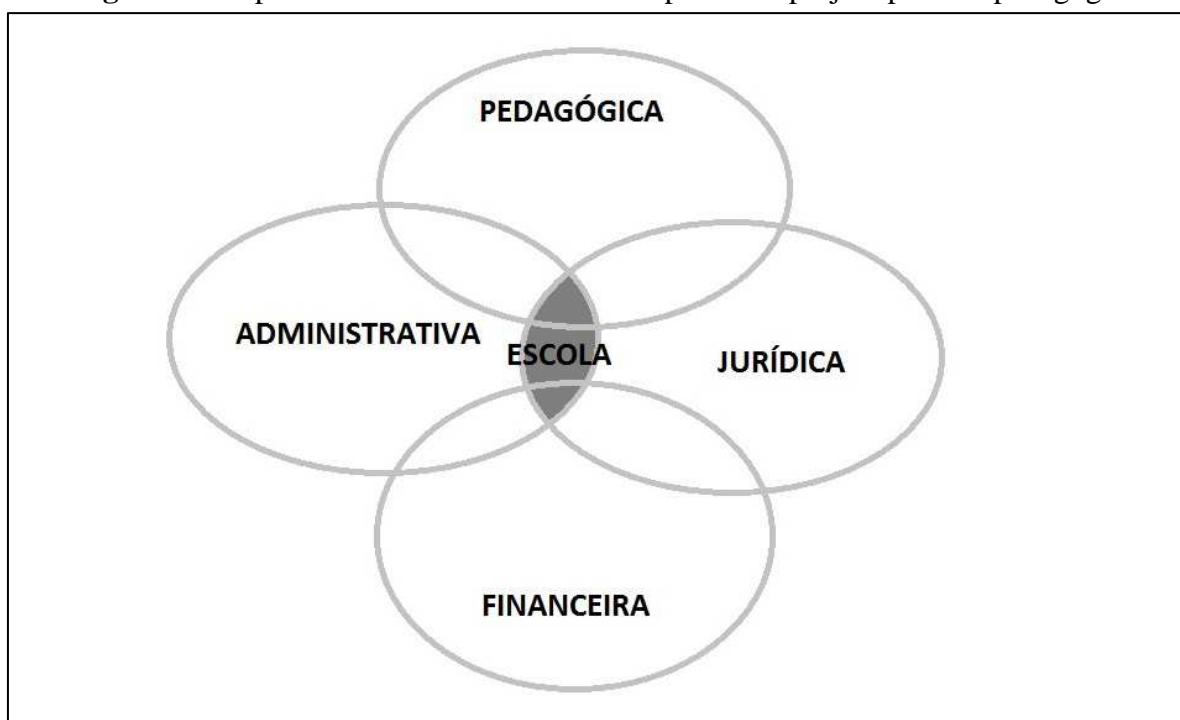 PEDAGÓGICA
ADMINISTRATIVA
ESCOLA
JURÍDICA
FINANCEIRA